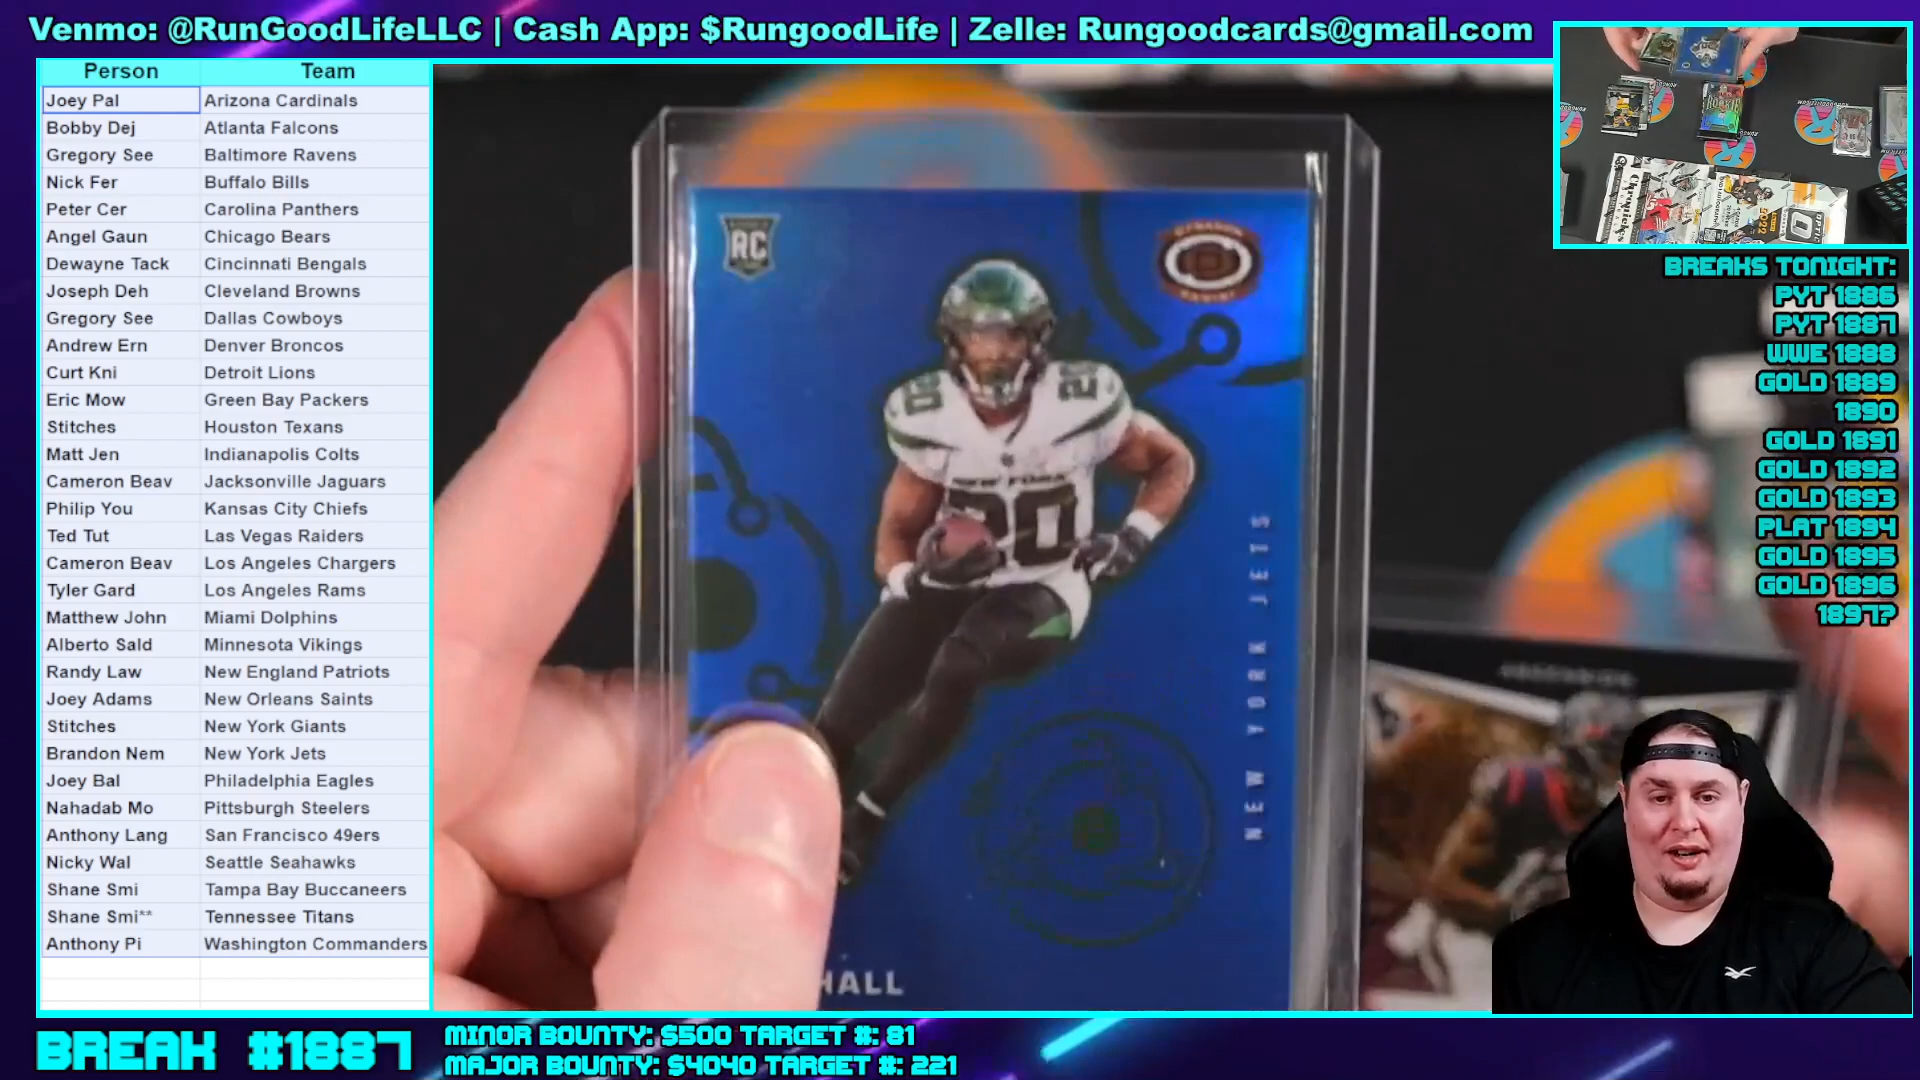 Venmo: @RunGoodLifeLLC | Cash App: $RungoodLife | Zelle: Rungoodcards@gmail.com
Person Team
Joey Pal Arizona Cardinals
Bobby Dej Atlanta Falcons
Gregory See Baltimore Ravens
Nick Fer Buffalo Bills
Peter Cer Carolina Panthers
Angel Gaun Chicago Bears
Dewayne Tack Cincinnati Bengals
Joseph Deh Cleveland Browns
Gregory See Dallas Cowboys
Andrew Ern Denver Broncos
Curt Kni Detroit Lions
Eric Mow Green Bay Packers
Stitches Houston Texans
Matt Jen Indianapolis Colts
Cameron Beav Jacksonville Jaguars
Philip You Kansas City Chiefs
Ted Tut Las Vegas Raiders
Cameron Beav Los Angeles Chargers
Tyler Gard Los Angeles Rams
Matthew John Miami Dolphins
Alberto Sald Minnesota Vikings
Randy Law New England Patriots
Joey Adams New Orleans Saints
Stitches New York Giants
Brandon Nem New York Jets
Joey Bal Philadelphia Eagles
Nahadab Mo Pittsburgh Steelers
Anthony Lang San Francisco 49ers
Nicky Wal Seattle Seahawks
Shane Smi Tampa Bay Buccaneers
Shane Smi** Tennessee Titans
Anthony Pi Washington Commanders
RC
20
20
NEW YORK
20
NEW YORK JETS
HALL
Chronicles
2022
OPTIC
BREAKS TONIGHT:
PYT 1886
PYT 1887
WWE 1888
GOLD 1889
1890
GOLD 1891
GOLD 1892
GOLD 1893
PLAT 1894
GOLD 1895
GOLD 1896
1897?
BREAK #1887
MINOR BOUNTY: $500 TARGET #: 81
MAJOR BOUNTY: $4040 TARGET #: 221